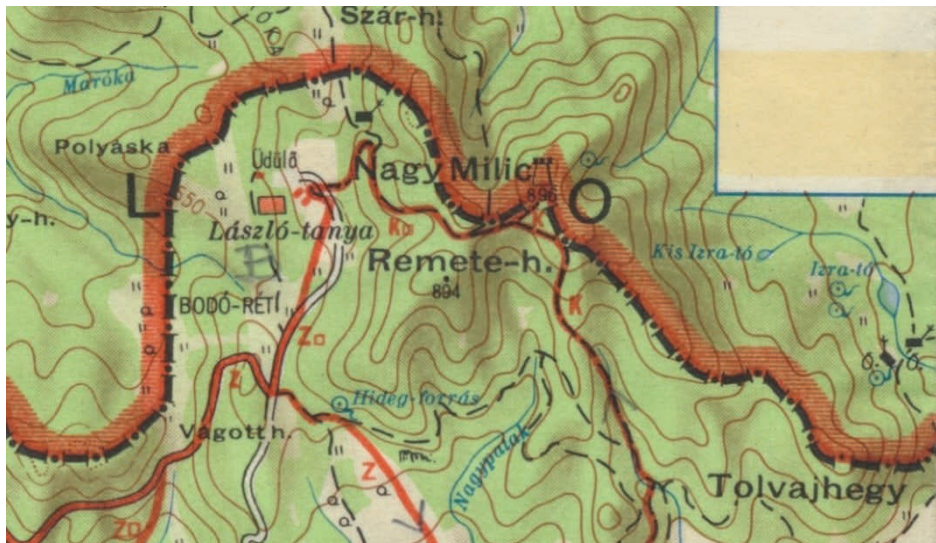 Szár-h.
Maróka
Polyáska
Üdülő
Nagy Milic
896
L
O
550
y-h.
László-tanya
K
Remete-h.
894
Kis Izra-tó
Izra-tó
BODÓ-RÉT
K
Z
Z
Hideg-forrás
Ó.
Vágott h.
Z
Nagypatak
Tolvajhegy
Z